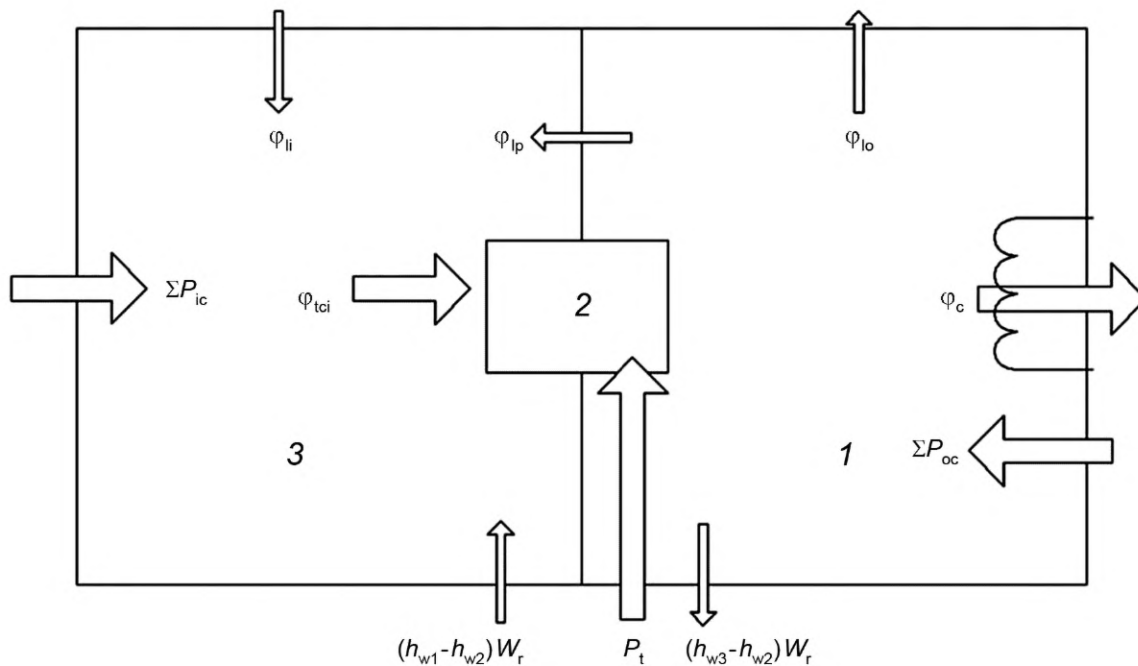 φli φlp φlo
ΣPic φtci 2 φc
3 1 ΣPoc
(hw1-hw2)Wr Pt (hw3-hw2)Wr